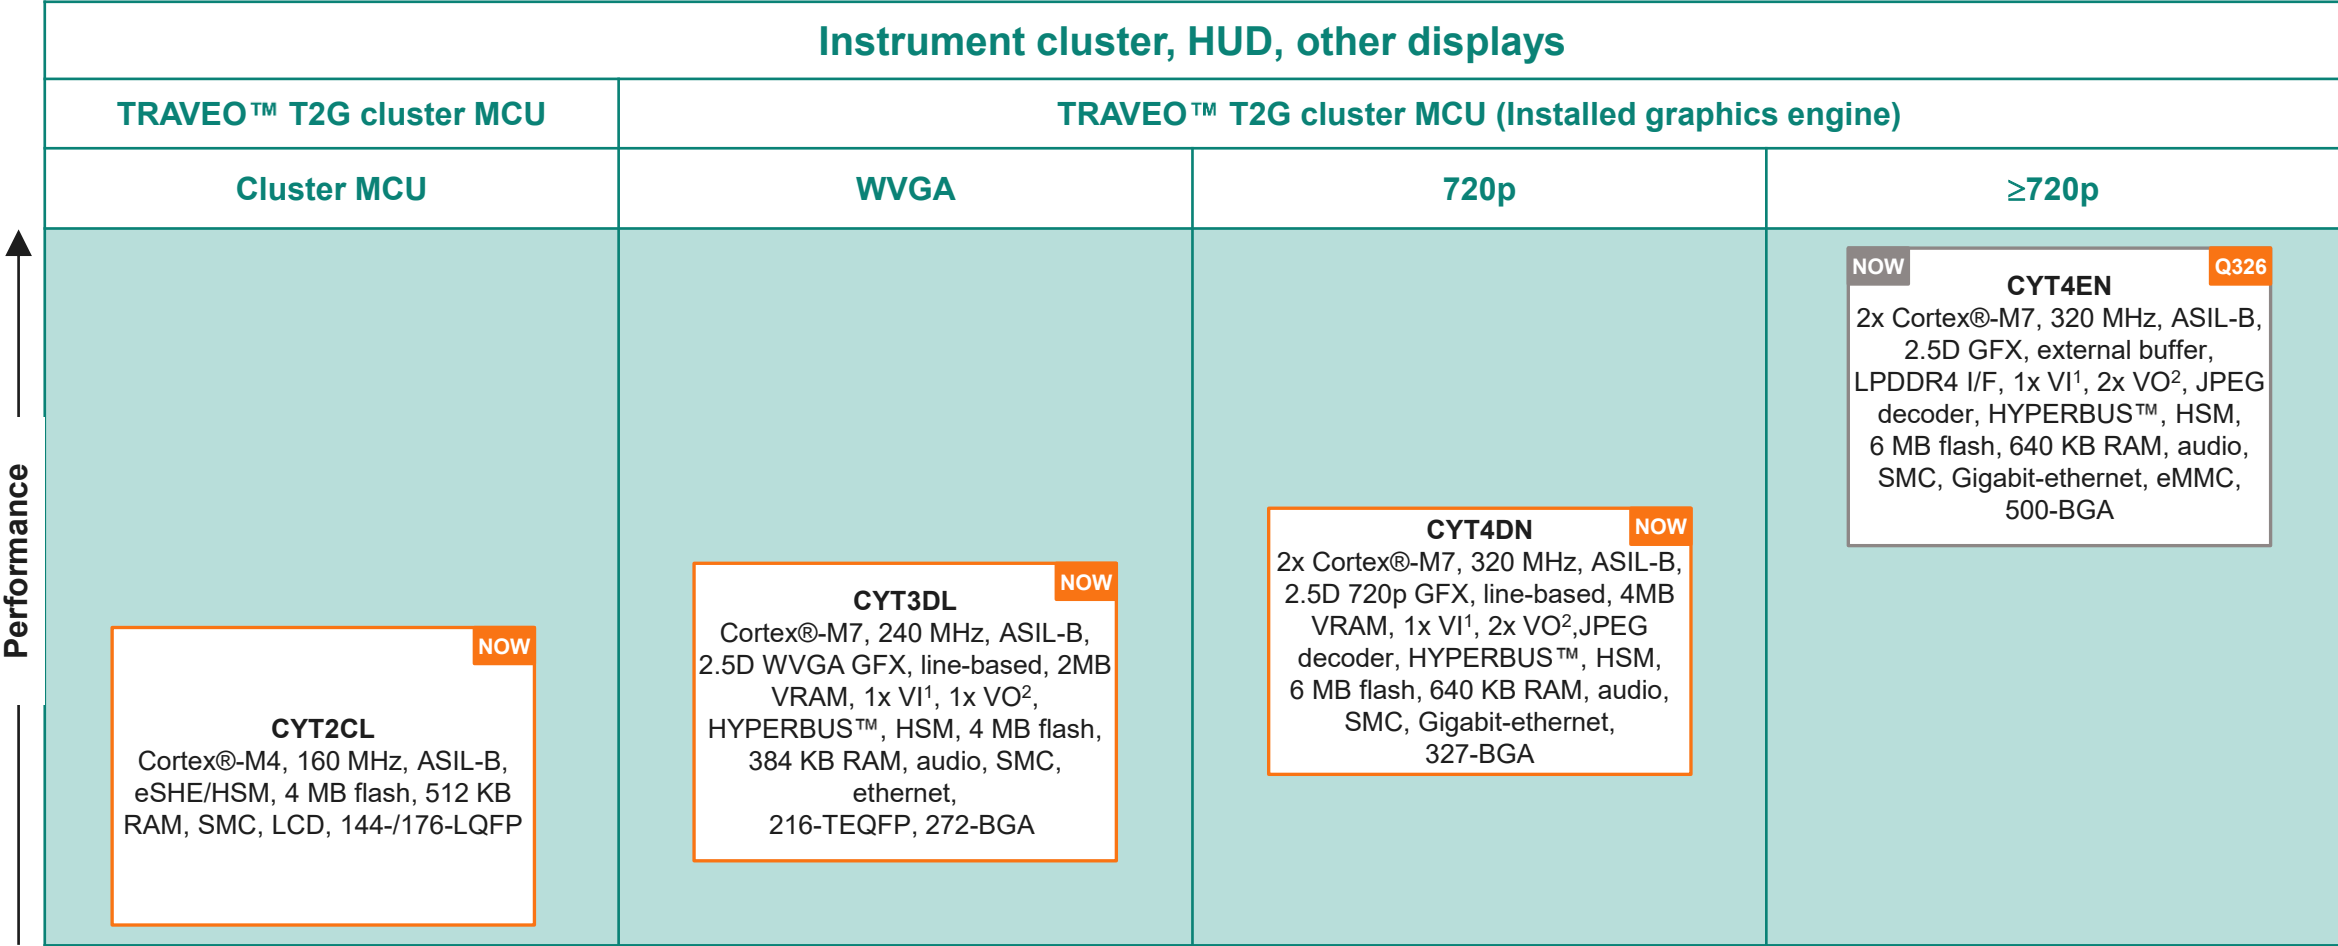 Instrument cluster, HUD, other displays
TRAVEO™ T2G cluster MCU
TRAVEO™ T2G cluster MCU (Installed graphics engine)
Cluster MCU
WVGA
720p
≥720p
Performance
NOW
CYT2CL
Cortex®-M4, 160 MHz, ASIL-B,
eSHE/HSM, 4 MB flash, 512 KB
RAM, SMC, LCD, 144-/176-LQFP
NOW
CYT3DL
Cortex®-M7, 240 MHz, ASIL-B,
2.5D WVGA GFX, line-based, 2MB
VRAM, 1x VI¹, 1x VO²,
HYPERBUS™, HSM, 4 MB flash,
384 KB RAM, audio, SMC,
ethernet,
216-TEQFP, 272-BGA
NOW
CYT4DN
2x Cortex®-M7, 320 MHz, ASIL-B,
2.5D 720p GFX, line-based, 4MB
VRAM, 1x VI¹, 2x VO²,JPEG
decoder, HYPERBUS™, HSM,
6 MB flash, 640 KB RAM, audio,
SMC, Gigabit-ethernet,
327-BGA
NOW
Q326
CYT4EN
2x Cortex®-M7, 320 MHz, ASIL-B,
2.5D GFX, external buffer,
LPDDR4 I/F, 1x VI¹, 2x VO², JPEG
decoder, HYPERBUS™, HSM,
6 MB flash, 640 KB RAM, audio,
SMC, Gigabit-ethernet, eMMC,
500-BGA